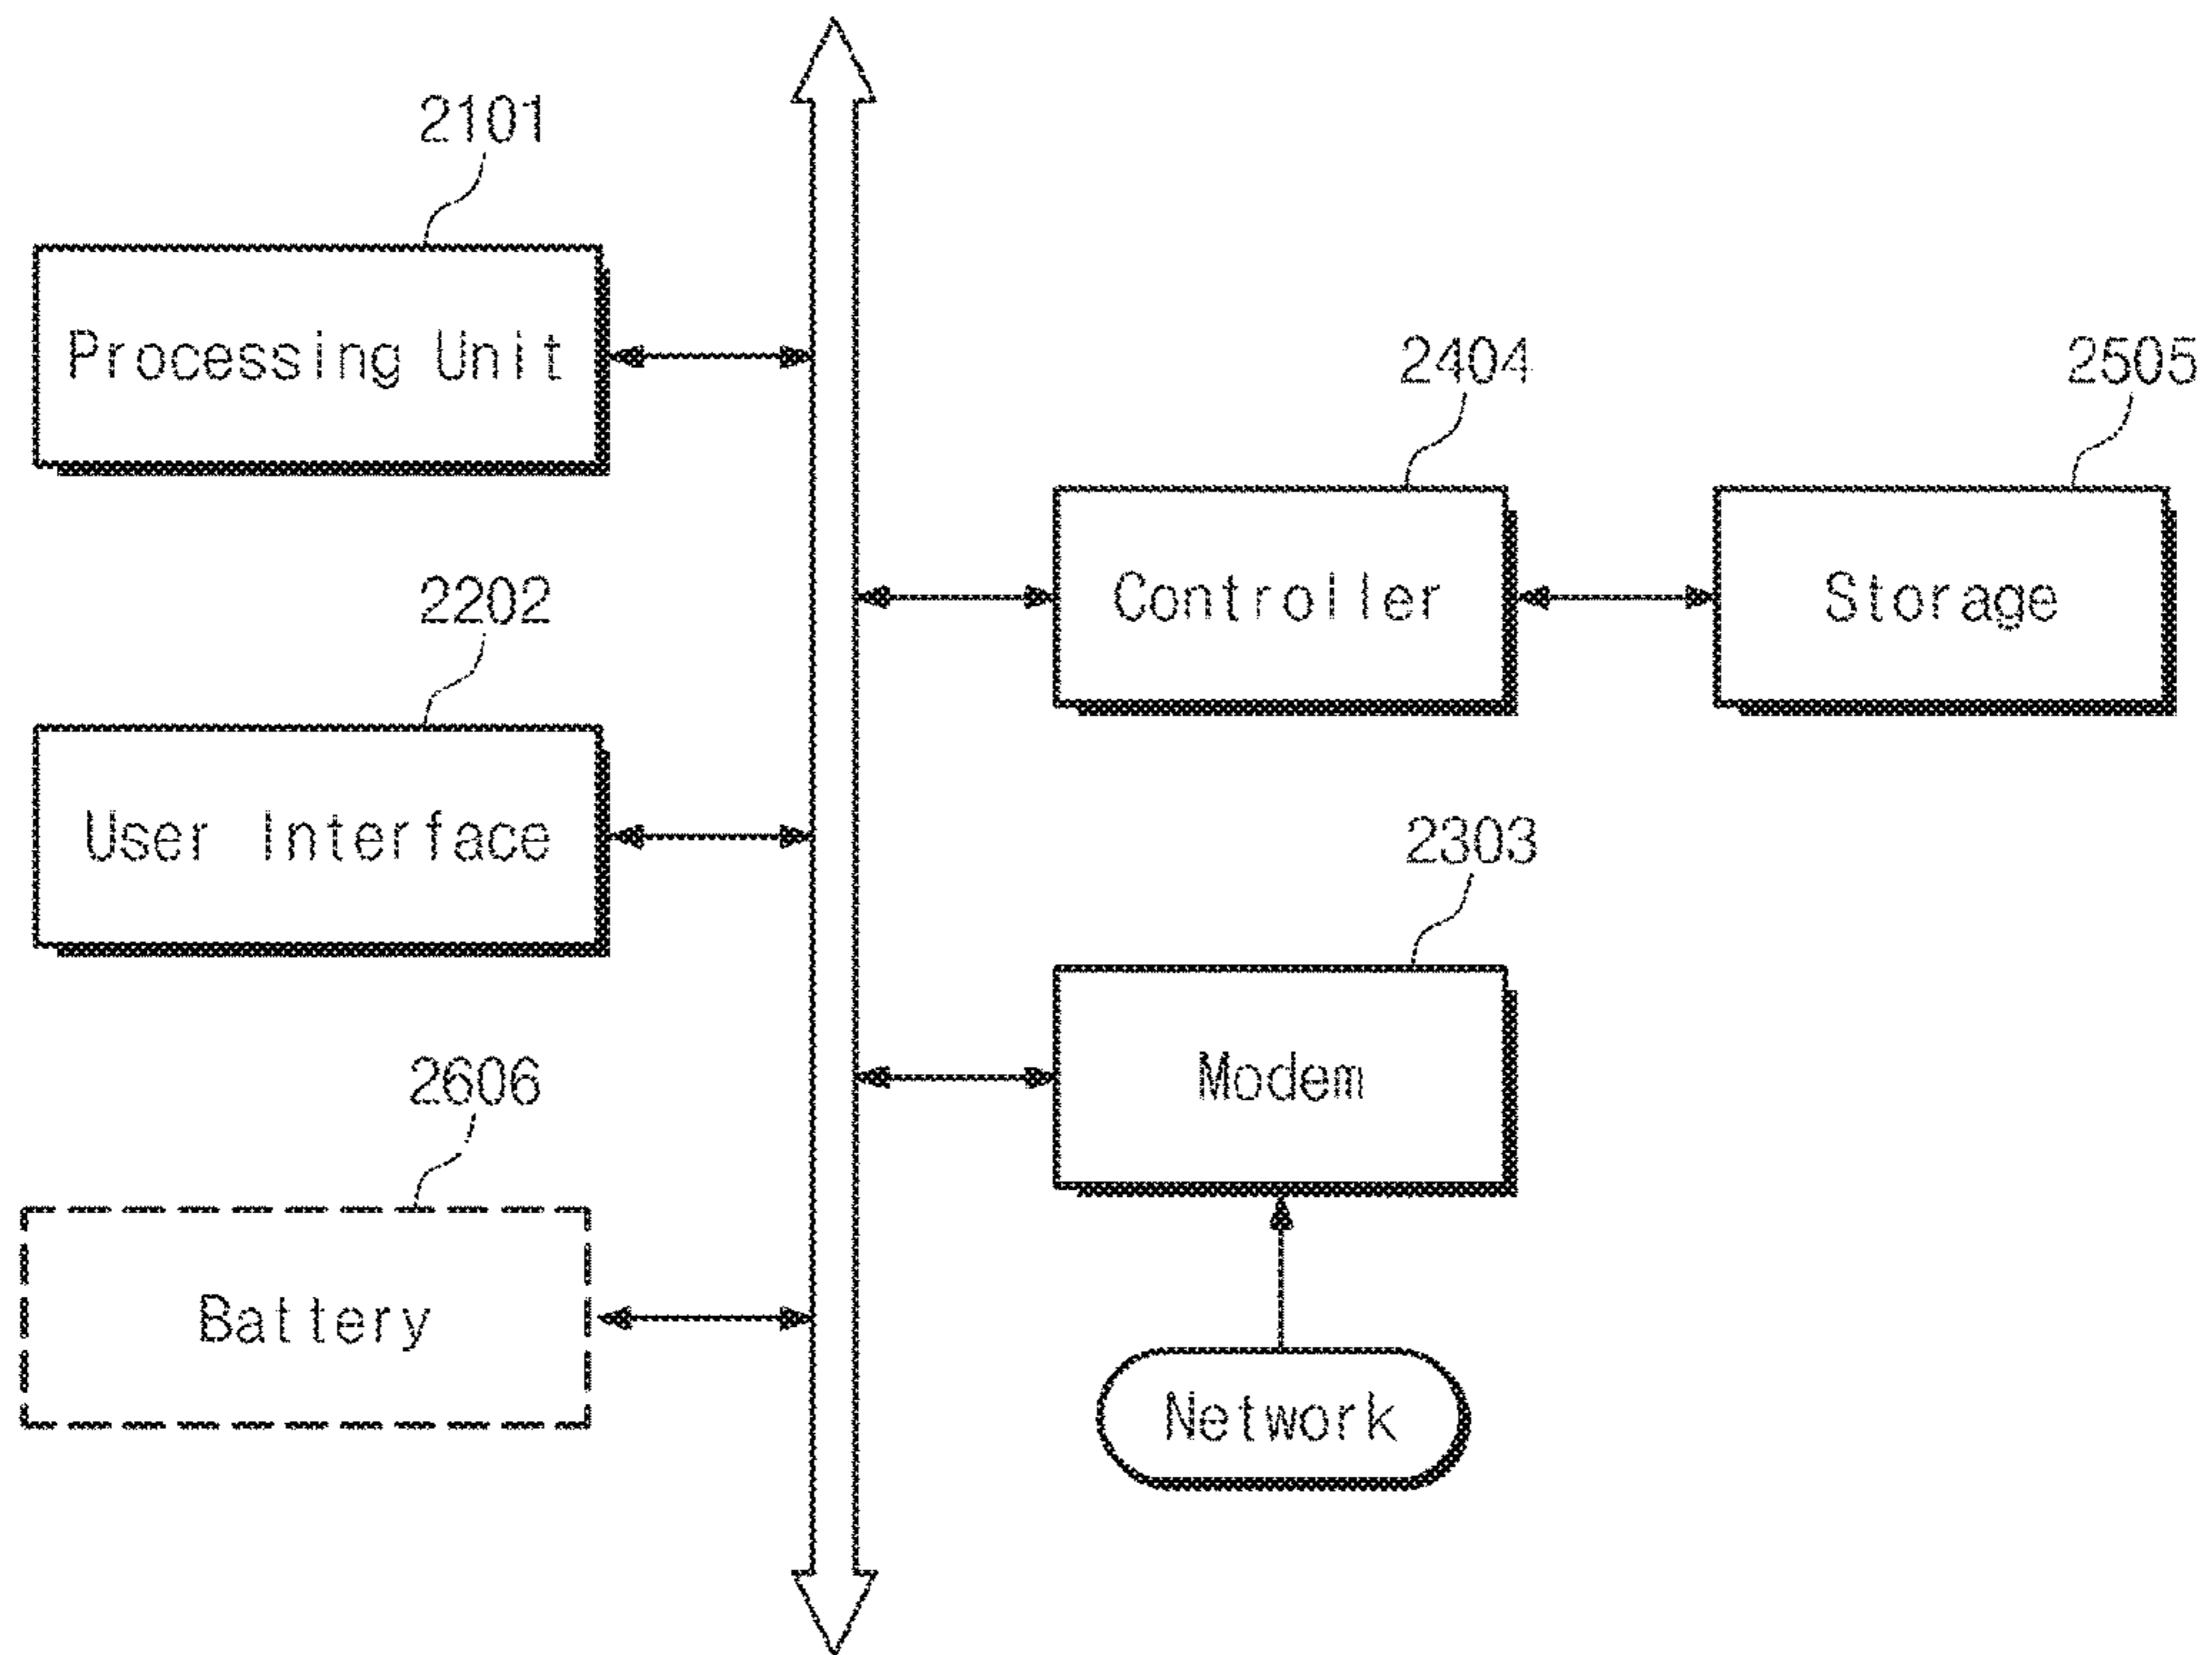 2101
Processing Unit
2404
2505
Controller
Storage
2202
User Interface
2303
Modem
2606
Battery
Network